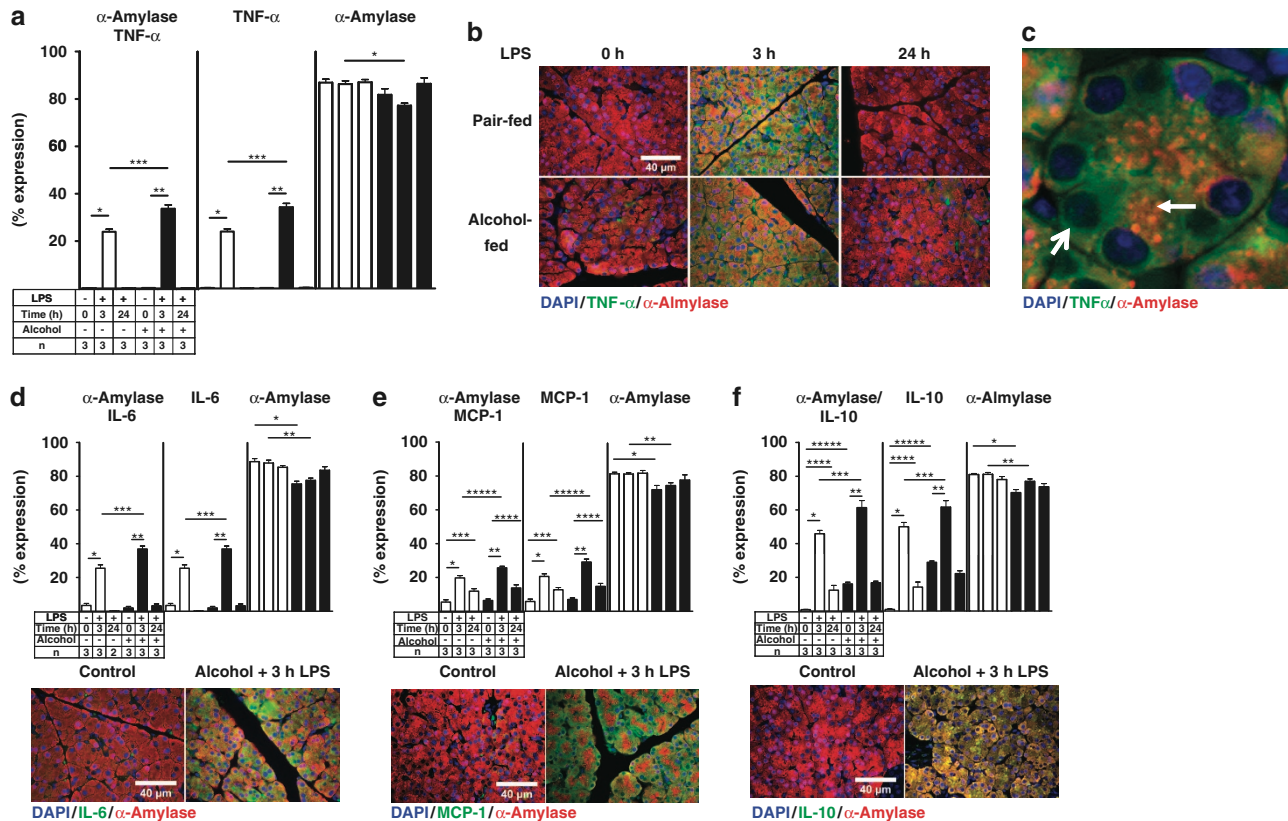 a
α-Amylase TNF-α α-Amylase
TNF-α
(% expression)
100
80
60
40
20
*
***
**
*
***
**
*
LPS - + + - + +
Time (h) 0 3 24 0 3 24
Alcohol - - - + + +
n 3 3 3 3 3 3
b
LPS 0 h 3 h 24 h
Pair-fed
40 µm
Alcohol-
fed
DAPI/TNF-α/α-Almylase
c
DAPI/TNFα/α-Amylase
d
α-Amylase IL-6 α-Amylase
IL-6
(% expression)
100
80
60
40
20
*
***
**
*
***
**
*
**
LPS - + + - + +
Time (h) 0 3 24 0 3 24
Alcohol - - - + + +
n 3 3 2 3 3 3
Control Alcohol + 3 h LPS
40 µm
DAPI/IL-6/α-Amylase
e
α-Amylase MCP-1 α-Amylase
MCP-1
(% expression)
100
80
60
40
20
*****
***
****
*
**
*****
***
****
*
**
**
*
LPS - + + - + +
Time (h) 0 3 24 0 3 24
Alcohol - - - + + +
n 3 3 3 3 3 3
Control Alcohol + 3 h LPS
40 µm
DAPI/MCP-1/α-Amylase
f
α-Amylase/ IL-10 α-Almylase
IL-10
(% expression)
100
80
60
40
20
*****
****
***
**
*
*****
****
***
**
*
*
**
LPS - + + - + +
Time (h) 0 3 24 0 3 24
Alcohol - - - + + +
n 3 3 3 3 3 3
Control Alcohol + 3 h LPS
40 µm
DAPI/IL-10/α-Amylase